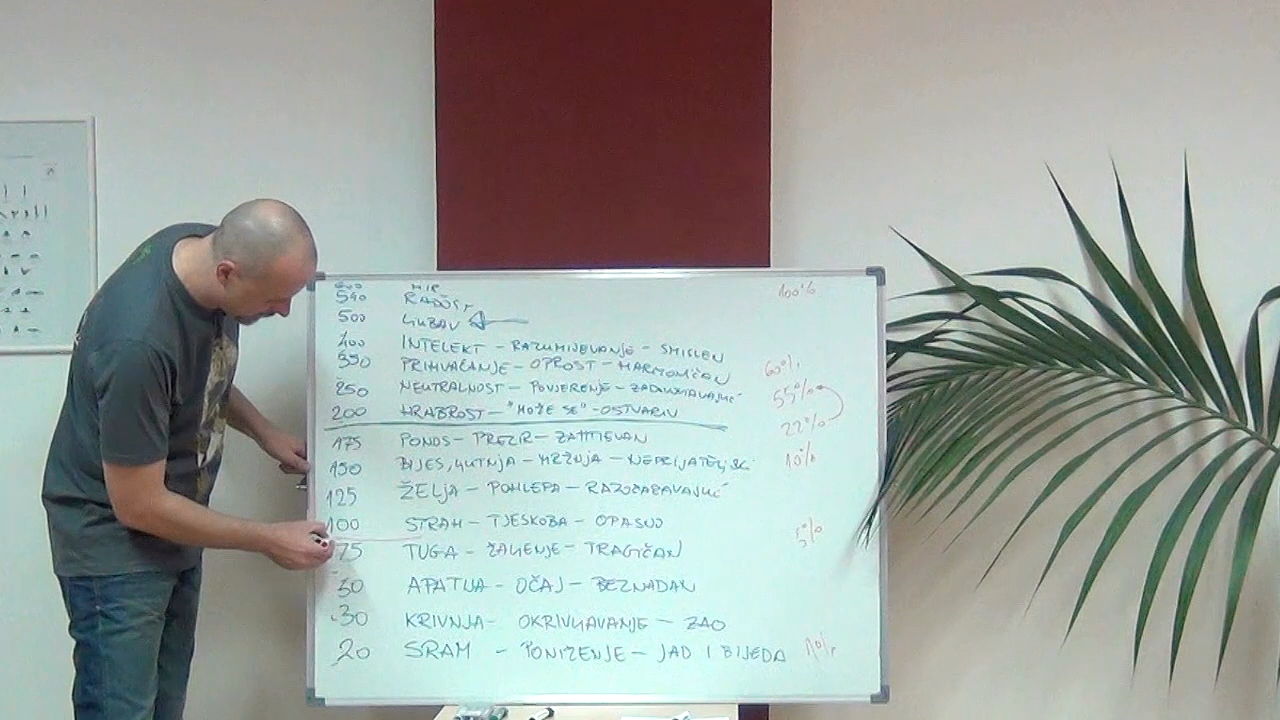 600 MIR 100%
540 RADOST
500 LJUBAV
400 INTELEKT - RAZUMIJEVANJE - SMISLEN
350 PRIHVAĆANJE - OPROST - HARMONIČAN 60%
250 NEUTRALNOST - POVJERENJE - 55%
200 HRABROST - "MOŽE SE" - OSTVARIV 22%
175 PONOS - PREZIR - ZAHTJEVAN
150 BIJES, LJUTNJA - MRŽNJA - NEPRIJATELJSKI 10%
125 ŽELJA - POHLEPA - RAZOČARAVAJUĆ
100 STRAH - TJESKOBA - OPASNO 5%
75 TUGA - ŽALJENJE - TRAGIČAN
50 APATIJA - OČAJ - BEZNADAN
30 KRIVNJA - OKRIVLJAVANJE - ZAO
20 SRAM - PONIŽENJE - JAD I BIJEDA